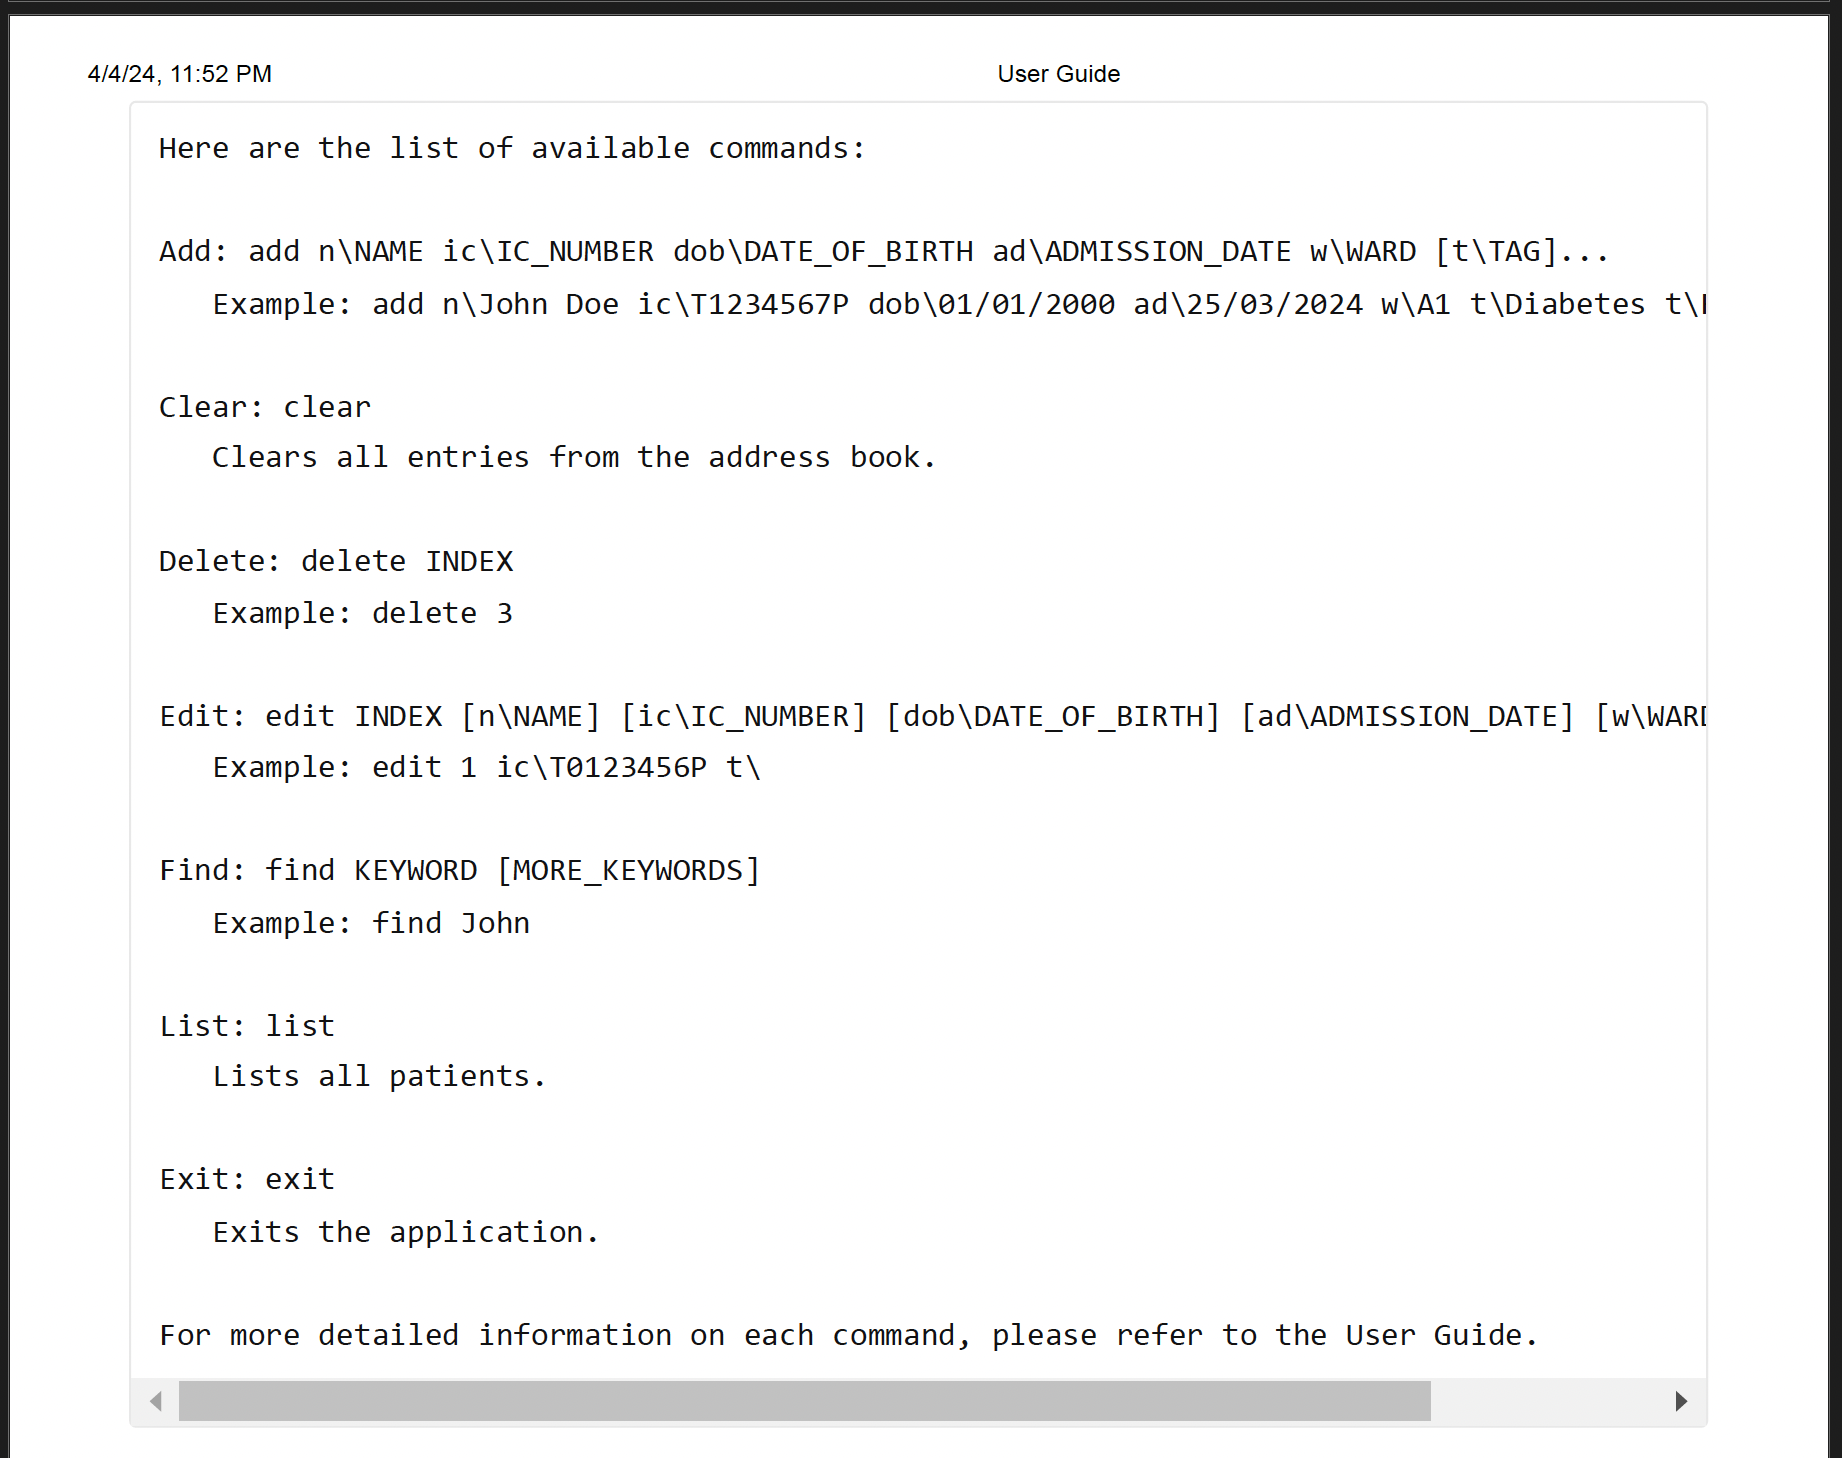 4/4/24, 11:52 PM User Guide
Here are the list of available commands:
Add: add n\NAME ic\IC_NUMBER dob\DATE_OF_BIRTH ad\ADMISSION_DATE w\WARD [t\TAG]...
Example: add n\John Doe ic\T1234567P dob\01/01/2000 ad\25/03/2024 w\A1 t\Diabetes t\
Clear: clear
Clears all entries from the address book.
Delete: delete INDEX
Example: delete 3
Edit: edit INDEX [n\NAME] [ic\IC_NUMBER] [dob\DATE_OF_BIRTH] [ad\ADMISSION_DATE] [w\WARD
Example: edit 1 ic\T0123456P t\
Find: find KEYWORD [MORE_KEYWORDS]
Example: find John
List: list
Lists all patients.
Exit: exit
Exits the application.
For more detailed information on each command, please refer to the User Guide.